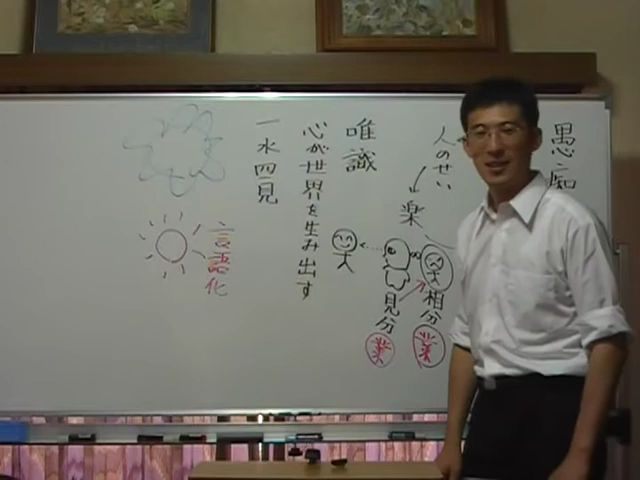 愚痴
人のせい
楽
相分
業
見分
業
唯識
心が世界を生み出す
一水四見
言語化